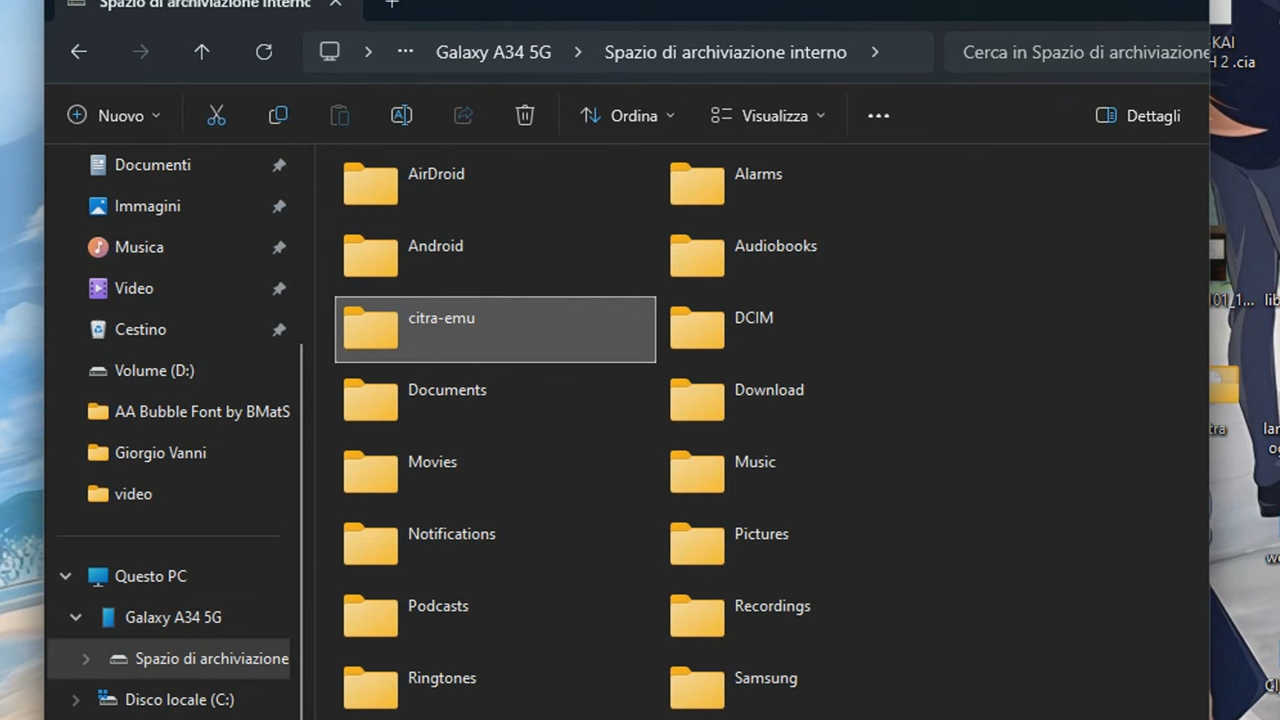 Spazio di archiviazione interno
Galaxy A34 5G
Spazio di archiviazione interno
Cerca in Spazio di archiviazione
Nuovo
Ordina
Visualizza
Dettagli
Documenti
Immagini
Musica
Video
Cestino
Volume (D:)
AA Bubble Font by BMatS
Giorgio Vanni
video
Questo PC
Galaxy A34 5G
Spazio di archiviazione
Disco locale (C:)
AirDroid
Alarms
Android
Audiobooks
citra-emu
DCIM
Documents
Download
Movies
Music
Notifications
Pictures
Podcasts
Recordings
Ringtones
Samsung
KAI
H 2 .cia